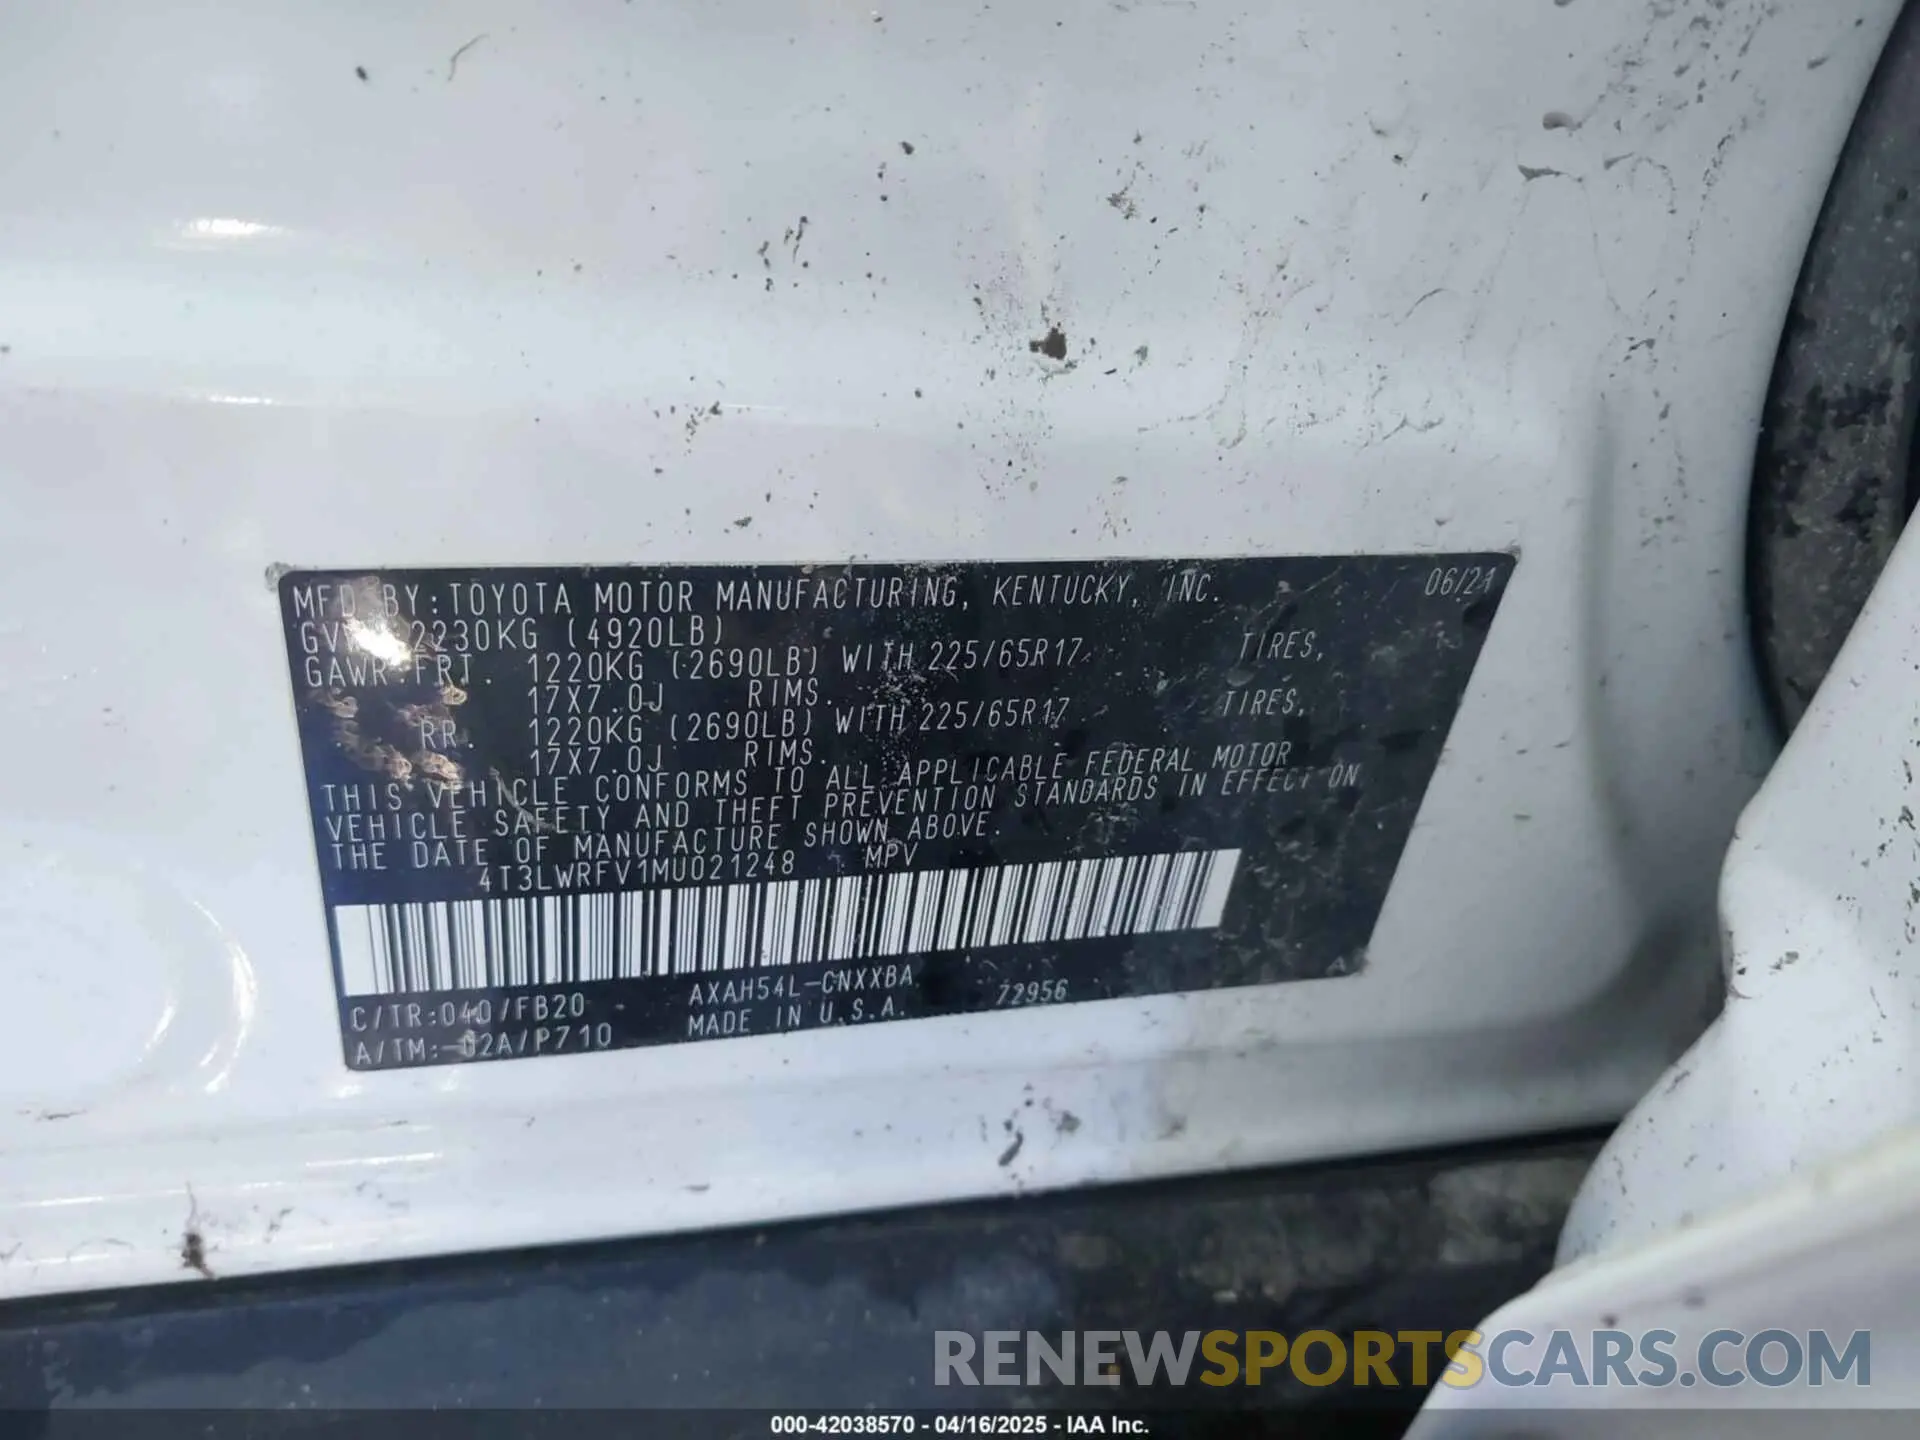 MFD BY:TOYOTA MOTOR MANUFACTURING, KENTUCKY, INC. 06/21
2230KG (4920LB)
GAWR FRT. 1220KG (2690LB) WITH 225/65R17 TIRES,
17X7.0J RIMS.
RR. 1220KG (2690LB) WITH 225/65R17 TIRES,
17X7.0J RIMS.
THIS VEHICLE CONFORMS TO ALL APPLICABLE FEDERAL MOTOR
VEHICLE SAFETY AND THEFT PREVENTION STANDARDS IN EFFECT ON
THE DATE OF MANUFACTURE SHOWN ABOVE.
4T3LWRFV1MU021248 MPV
C/TR:040/FB20 AXAH54L-CNXXBA 72956
A/TM:-02A/P710 MADE IN U.S.A.
RENEWSPORTSCARS.COM
000-42038570 - 04/16/2025 - IAA Inc.